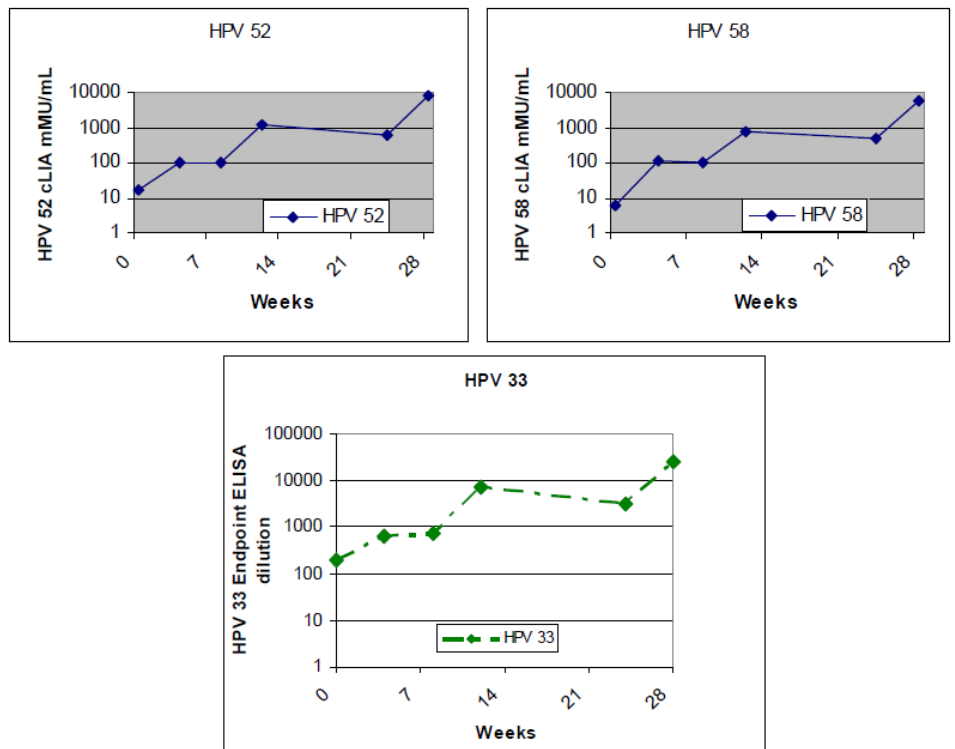 HPV 52
HPV 52 cLIA mMU/mL
10000
1000
100
10
1
HPV 52
0
7
14
21
28
Weeks
HPV 58
HPV 58 cLIA mMU/mL
10000
1000
100
10
1
HPV 58
0
7
14
21
28
Weeks
HPV 33
HPV 33 Endpoint ELISA
dilution
100000
10000
1000
100
10
1
HPV 33
0
7
14
21
28
Weeks